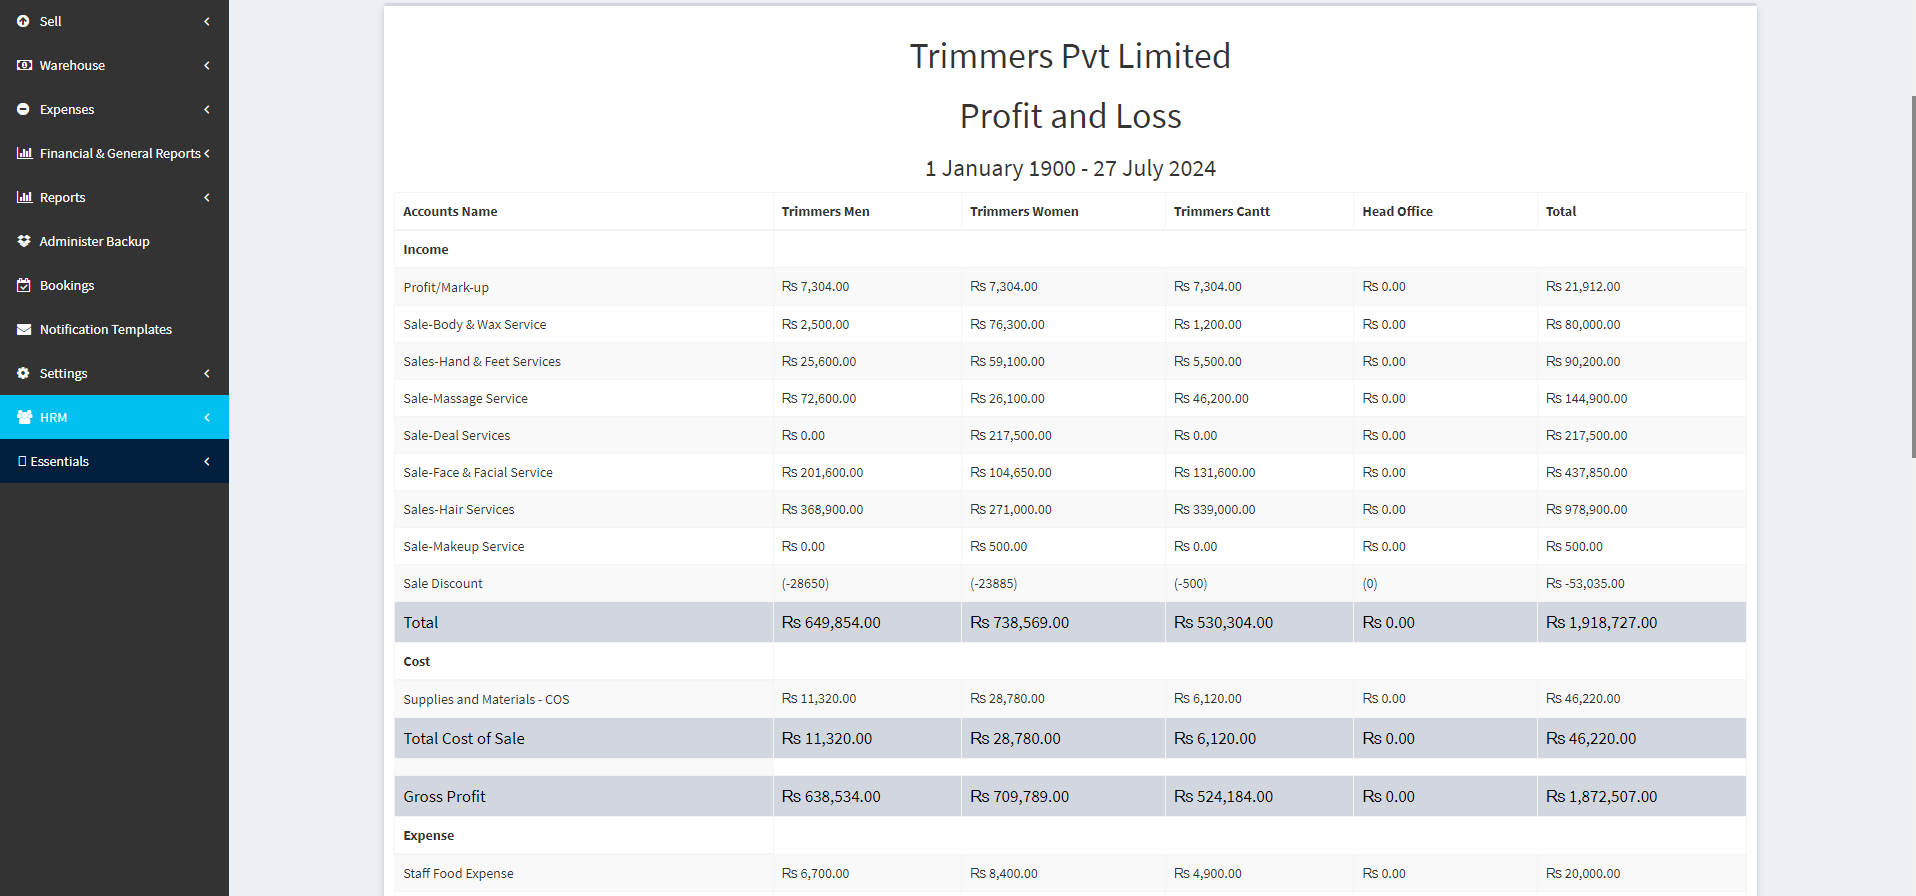 Sell
Warehouse
Expenses
Financial & General Reports
Reports
Administer Backup
Bookings
Notification Templates
Settings
HRM
Essentials
Trimmers Pvt Limited
Profit and Loss
1 January 1900 - 27 July 2024
Accounts Name Trimmers Men Trimmers Women Trimmers Cantt Head Office Total
Income
Profit/Mark-up Rs 7,304.00 Rs 7,304.00 Rs 7,304.00 Rs 0.00 Rs 21,912.00
Sale-Body & Wax Service Rs 2,500.00 Rs 76,300.00 Rs 1,200.00 Rs 0.00 Rs 80,000.00
Sales-Hand & Feet Services Rs 25,600.00 Rs 59,100.00 Rs 5,500.00 Rs 0.00 Rs 90,200.00
Sale-Massage Service Rs 72,600.00 Rs 26,100.00 Rs 46,200.00 Rs 0.00 Rs 144,900.00
Sale-Deal Services Rs 0.00 Rs 217,500.00 Rs 0.00 Rs 0.00 Rs 217,500.00
Sale-Face & Facial Service Rs 201,600.00 Rs 104,650.00 Rs 131,600.00 Rs 0.00 Rs 437,850.00
Sales-Hair Services Rs 368,900.00 Rs 271,000.00 Rs 339,000.00 Rs 0.00 Rs 978,900.00
Sale-Makeup Service Rs 0.00 Rs 500.00 Rs 0.00 Rs 0.00 Rs 500.00
Sale Discount (-28650) (-23885) (-500) (0) Rs -53,035.00
Total Rs 649,854.00 Rs 738,569.00 Rs 530,304.00 Rs 0.00 Rs 1,918,727.00
Cost
Supplies and Materials - COS Rs 11,320.00 Rs 28,780.00 Rs 6,120.00 Rs 0.00 Rs 46,220.00
Total Cost of Sale Rs 11,320.00 Rs 28,780.00 Rs 6,120.00 Rs 0.00 Rs 46,220.00
Gross Profit Rs 638,534.00 Rs 709,789.00 Rs 524,184.00 Rs 0.00 Rs 1,872,507.00
Expense
Staff Food Expense Rs 6,700.00 Rs 8,400.00 Rs 4,900.00 Rs 0.00 Rs 20,000.00